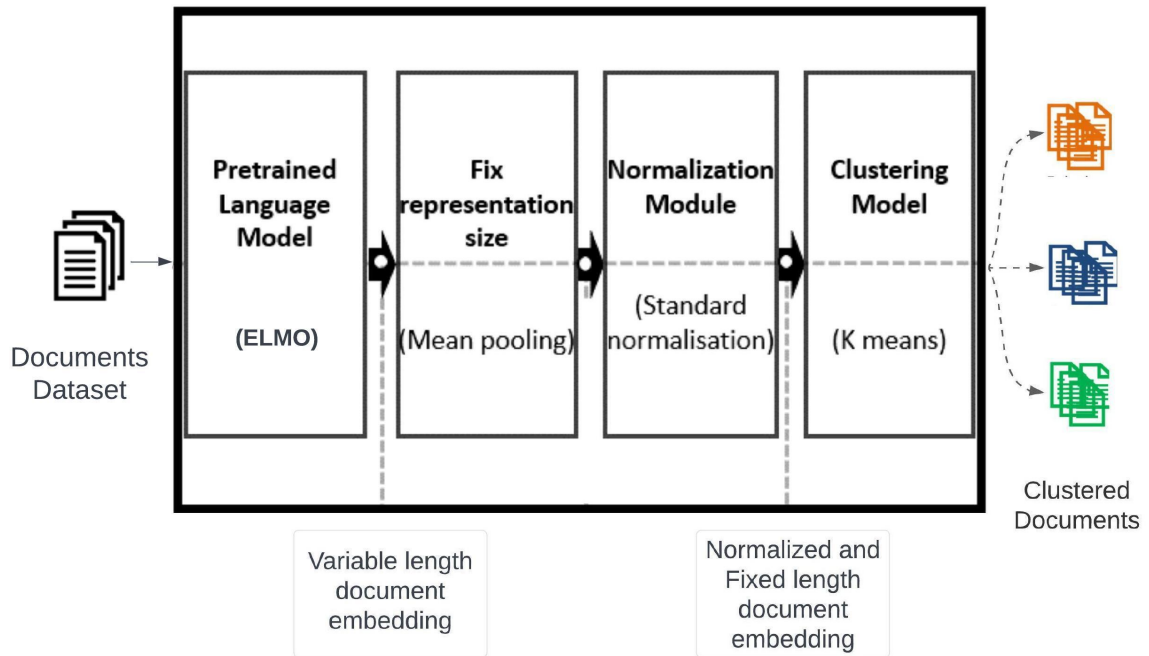 Pretrained
Language
Model
(ELMO)
Fix
representation
size
(Mean pooling)
Normalization
Module
(Standard
normalisation)
Clustering
Model
(K means)
Documents
Dataset
Clustered
Documents
Variable length
document
embedding
Normalized and
Fixed length
document
embedding